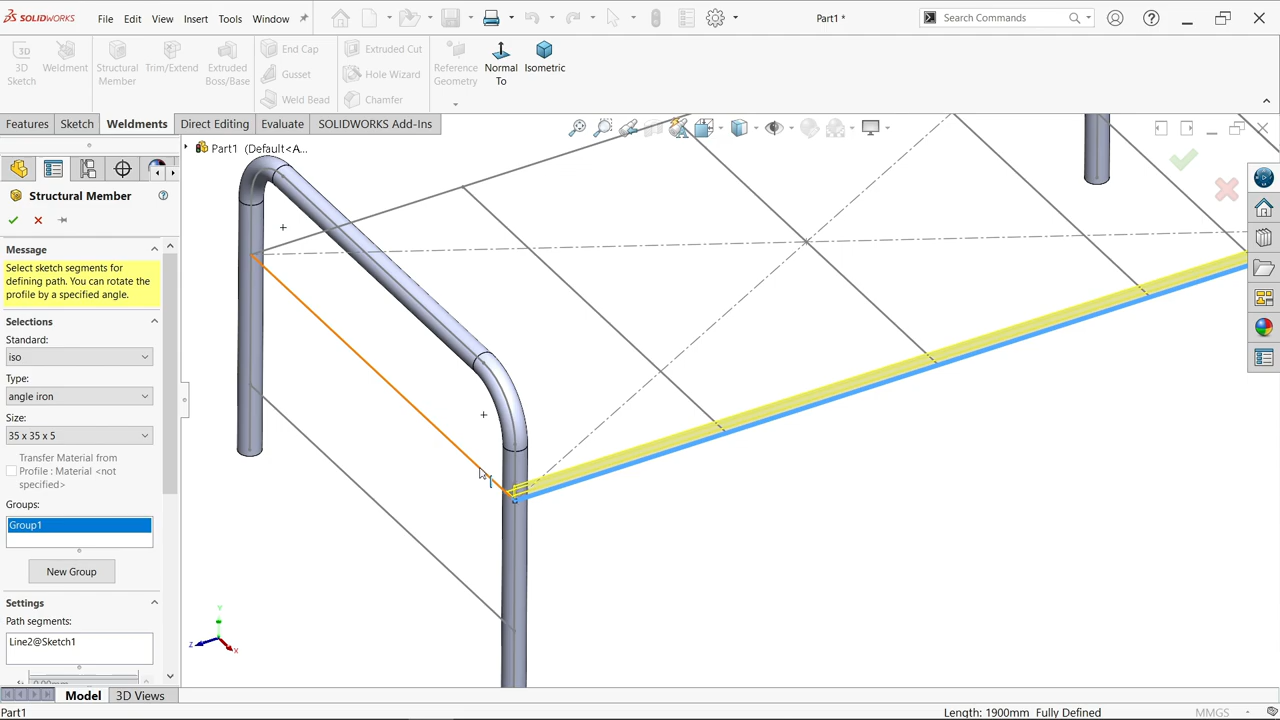 SOLIDWORKS
File Edit View Insert Tools Window
Part1 *
Search Commands
3D Sketch
Weldment
Structural Member
Trim/Extend
Extruded Boss/Base
End Cap
Gusset
Weld Bead
Extruded Cut
Hole Wizard
Chamfer
Reference Geometry
Normal To
Isometric
Features Sketch Weldments Direct Editing Evaluate SOLIDWORKS Add-Ins
Part1 (Default<A...
Structural Member
Message
Select sketch segments for
defining path. You can rotate the
profile by a specified angle.
Selections
Standard:
iso
Type:
angle iron
Size:
35 x 35 x 5
Transfer Material from
Profile : Material <not
specified>
Groups:
Group1
New Group
Settings
Path segments:
Line2@Sketch1
Y
Z
X
Model 3D Views
Part1
Length: 1900mm Fully Defined
MMGS